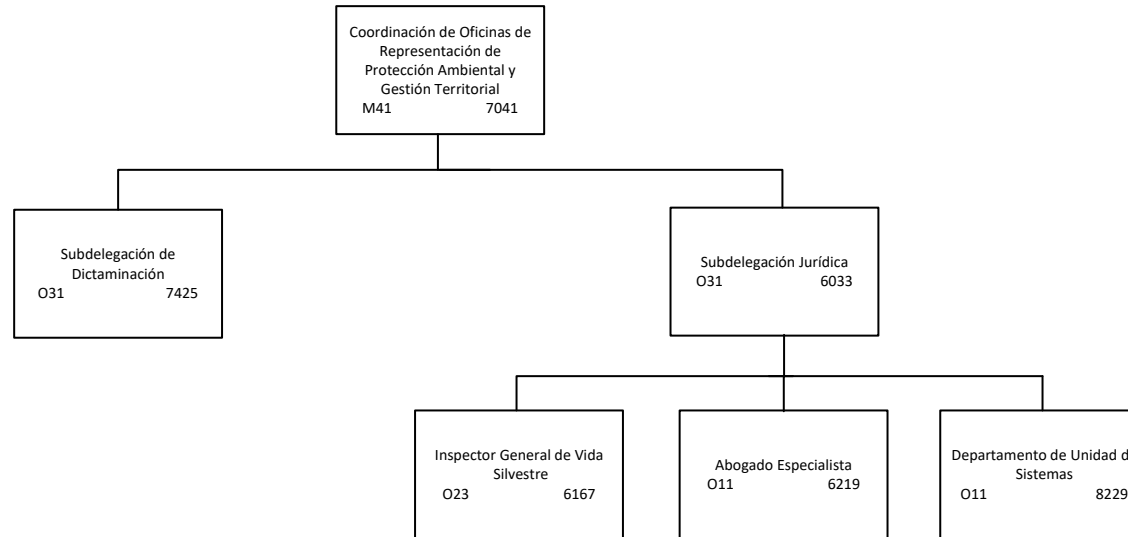 Coordinación de Oficinas de
Representación de
Protección Ambiental y
Gestión Territorial
M41 7041
Subdelegación de
Dictaminación
O31 7425
Subdelegación Jurídica
O31 6033
Inspector General de Vida
Silvestre
O23 6167
Abogado Especialista
O11 6219
Departamento de Unidad d
Sistemas
O11 8229